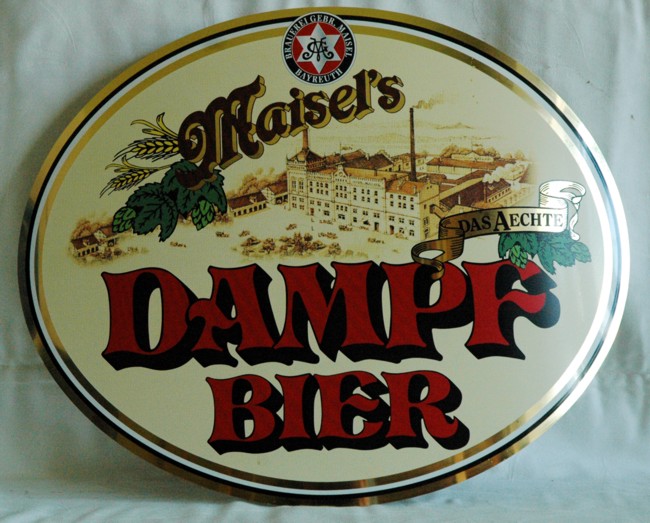 BRAUEREI GEBR. MAISEL
BAYREUTH
Maisel's
DAS AECHTE
DAMPF
BIER